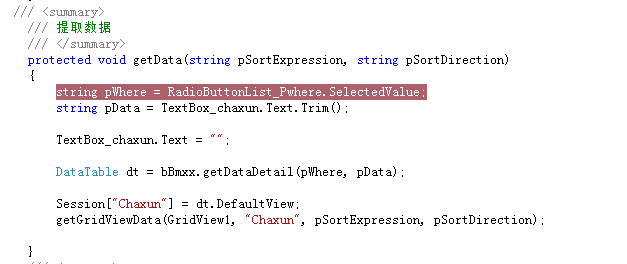 /// <summary>
/// 提取数据
/// </summary>
protected void getData(string pSortExpression, string pSortDirection)
{
string pWhere = RadioButtonList_Pwhere.SelectedValue;
string pData = TextBox_chaxun.Text.Trim();
TextBox_chaxun.Text = "";
DataTable dt = bBmxx.getDataDetail(pWhere, pData);
Session["Chaxun"] = dt.DefaultView;
getGridViewData(GridView1, "Chaxun", pSortExpression, pSortDirection);
}